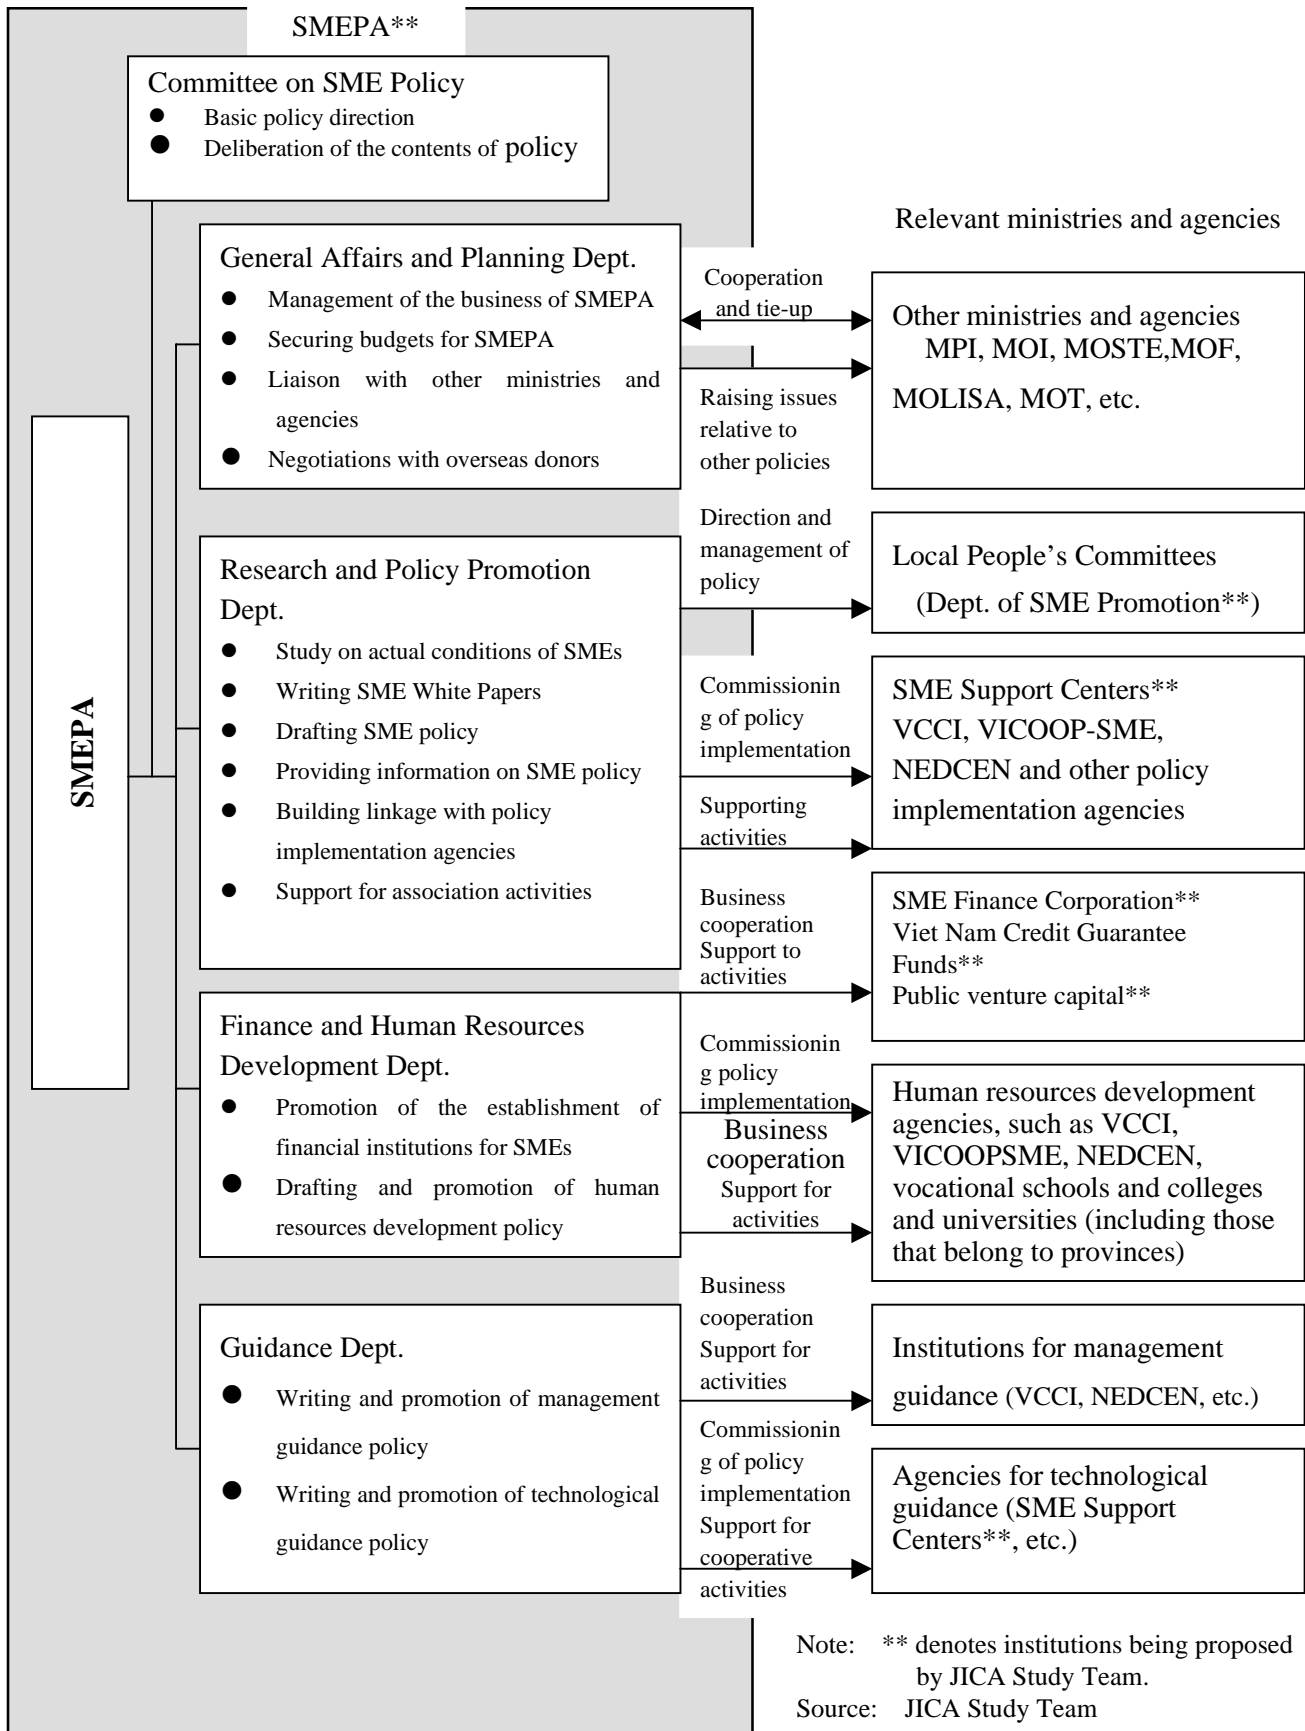 SMEPA**
Committee on SME Policy
● Basic policy direction
● Deliberation of the contents of policy
SMEPA
General Affairs and Planning Dept.
● Management of the business of SMEPA
● Securing budgets for SMEPA
● Liaison with other ministries and
agencies
● Negotiations with overseas donors
Research and Policy Promotion
Dept.
● Study on actual conditions of SMEs
● Writing SME White Papers
● Drafting SME policy
● Providing information on SME policy
● Building linkage with policy
implementation agencies
● Support for association activities
Finance and Human Resources
Development Dept.
● Promotion of the establishment of
financial institutions for SMEs
● Drafting and promotion of human
resources development policy
Guidance Dept.
● Writing and promotion of management
guidance policy
● Writing and promotion of technological
guidance policy
Cooperation
and tie-up
Raising issues
relative to
other policies
Direction and
management of
policy
Commissionin
g of policy
implementation
Supporting
activities
Business
cooperation
Support to
activities
Commissionin
g policy
implementation
Business
cooperation
Support for
activities
Business
cooperation
Support for
activities
Commissionin
g of policy
implementation
Support for
cooperative
activities
Relevant ministries and agencies
Other ministries and agencies
MPI, MOI, MOSTE,MOF,
MOLISA, MOT, etc.
Local People’s Committees
(Dept. of SME Promotion**)
SME Support Centers**
VCCI, VICOOP-SME,
NEDCEN and other policy
implementation agencies
SME Finance Corporation**
Viet Nam Credit Guarantee
Funds**
Public venture capital**
Human resources development
agencies, such as VCCI,
VICOOPSME, NEDCEN,
vocational schools and colleges
and universities (including those
that belong to provinces)
Institutions for management
guidance (VCCI, NEDCEN, etc.)
Agencies for technological
guidance (SME Support
Centers**, etc.)
Note: ** denotes institutions being proposed
by JICA Study Team.
Source: JICA Study Team